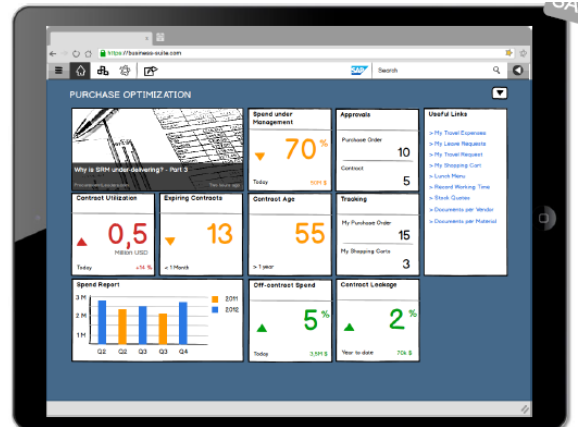 https://business-suite.com
SAP
Search
PURCHASE OPTIMIZATION
Why is SRM under-delivering? - Part 3
Two hours ago
Spend under
Management
70%
Today
50M $
Approvals
Purchase Order
10
Contract
5
Useful Links
> My Travel Expenses
> My Leave Requests
> My Travel Request
> My Shopping Cart
> Lunch Menu
> Record Working Time
> Stock Quotes
> Documents per Vendor
> Documents per Material
Contract Utilization
0,5
Million USD
Today
+14 %
Expiring Contracts
13
< 1 Month
Contract Age
55
> 1 year
Tracking
My Purchase Order
15
My Shopping Carts
3
Spend Report
3 M
2 M
1 M
Q2 Q2 Q3 Q3 Q4
2011
2012
Off-contract Spend
5%
Today
3,5M $
Contract Leakage
2%
Year to date
70k $